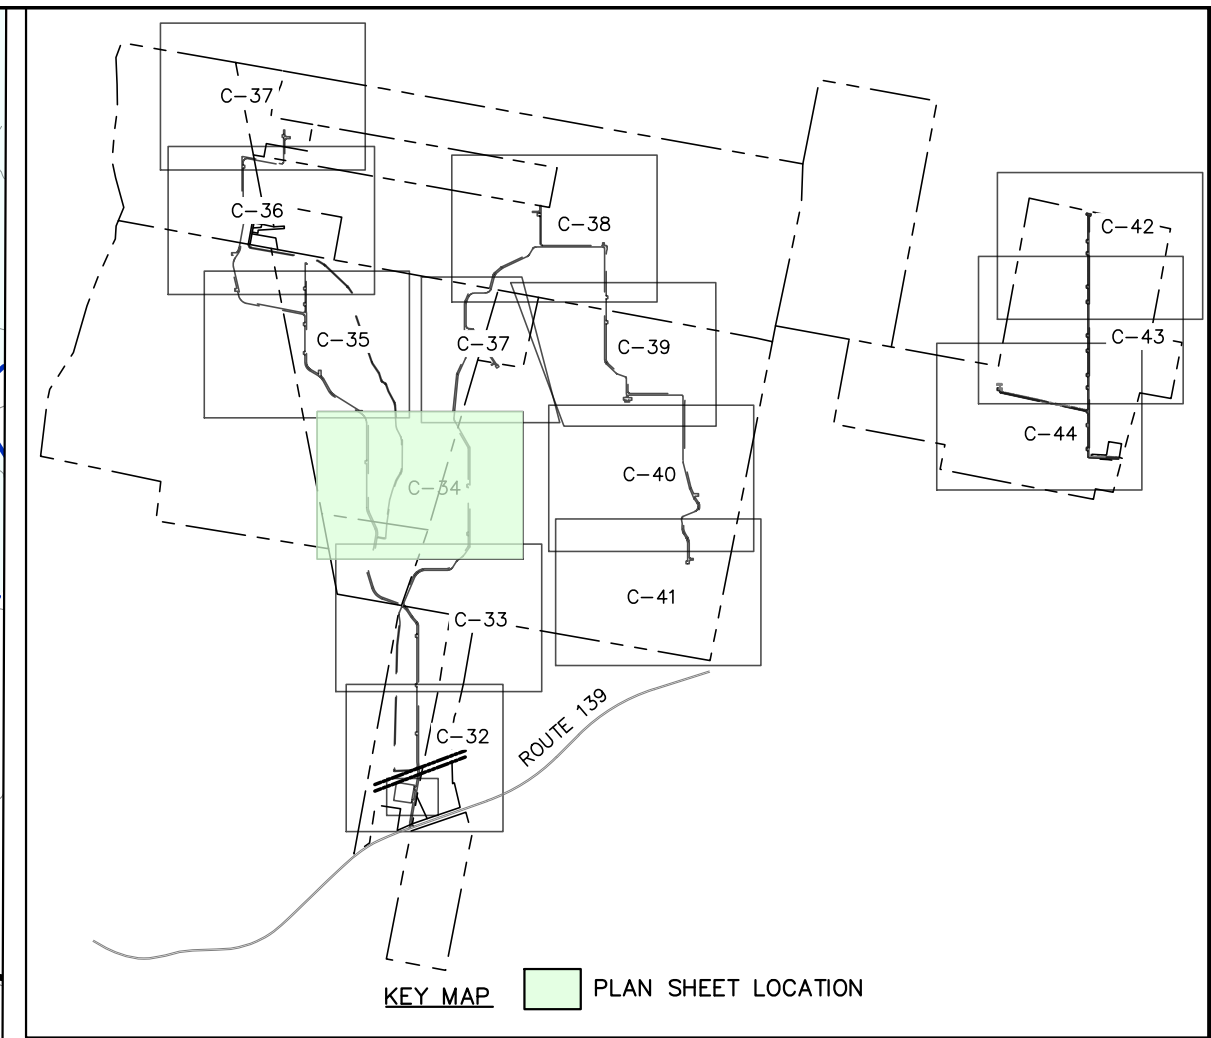 C-37
C-36
C-38
C-42
C-35
C-37
C-39
C-43
C-34
C-40
C-44
C-41
C-33
C-32
ROUTE 139
KEY MAP
PLAN SHEET LOCATION